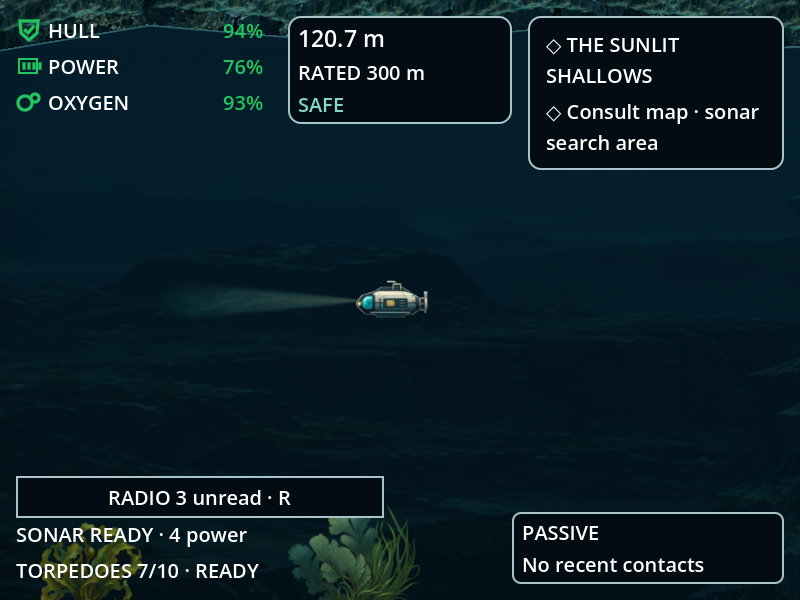 HULL 94%
POWER 76%
OXYGEN 93%
120.7 m
RATED 300 m
SAFE
◇ THE SUNLIT
SHALLOWS
◇ Consult map · sonar
search area
RADIO 3 unread · R
SONAR READY · 4 power
TORPEDOES 7/10 · READY
PASSIVE
No recent contacts